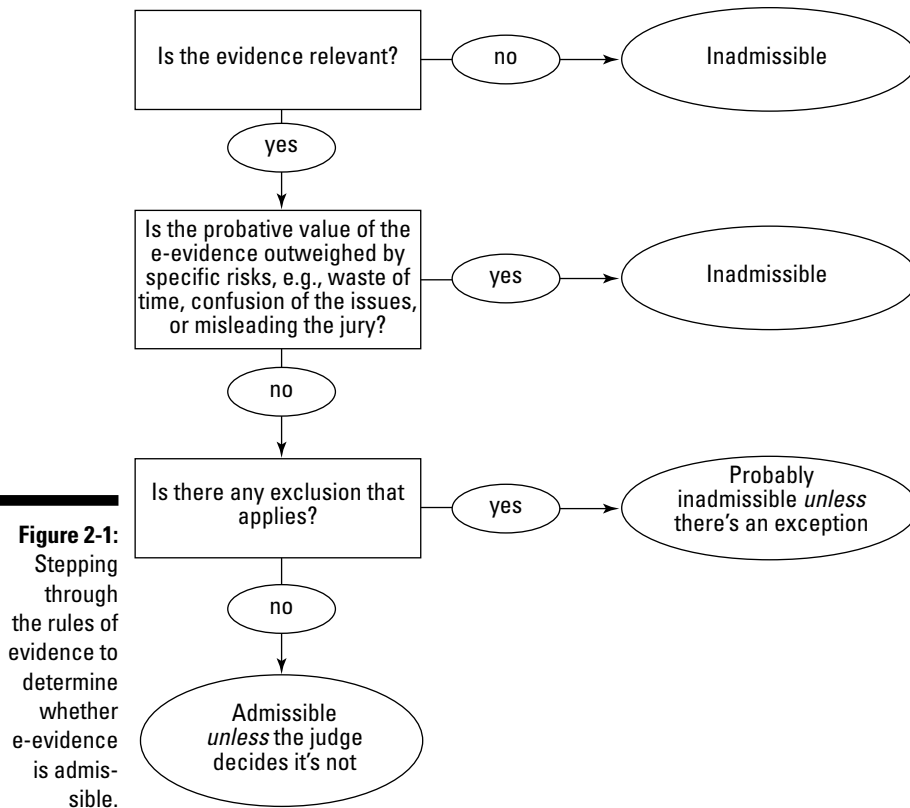 Is the evidence relevant?
no
Inadmissible
yes
Is the probative value of the
e-evidence outweighed by
specific risks, e.g., waste of
time, confusion of the issues,
or misleading the jury?
yes
Inadmissible
no
Is there any exclusion that
applies?
yes
Probably
inadmissible unless
there's an exception
no
Admissible
unless the judge
decides it's not
Figure 2-1:
Stepping
through
the rules of
evidence to
determine
whether
e-evidence
is admis-
sible.